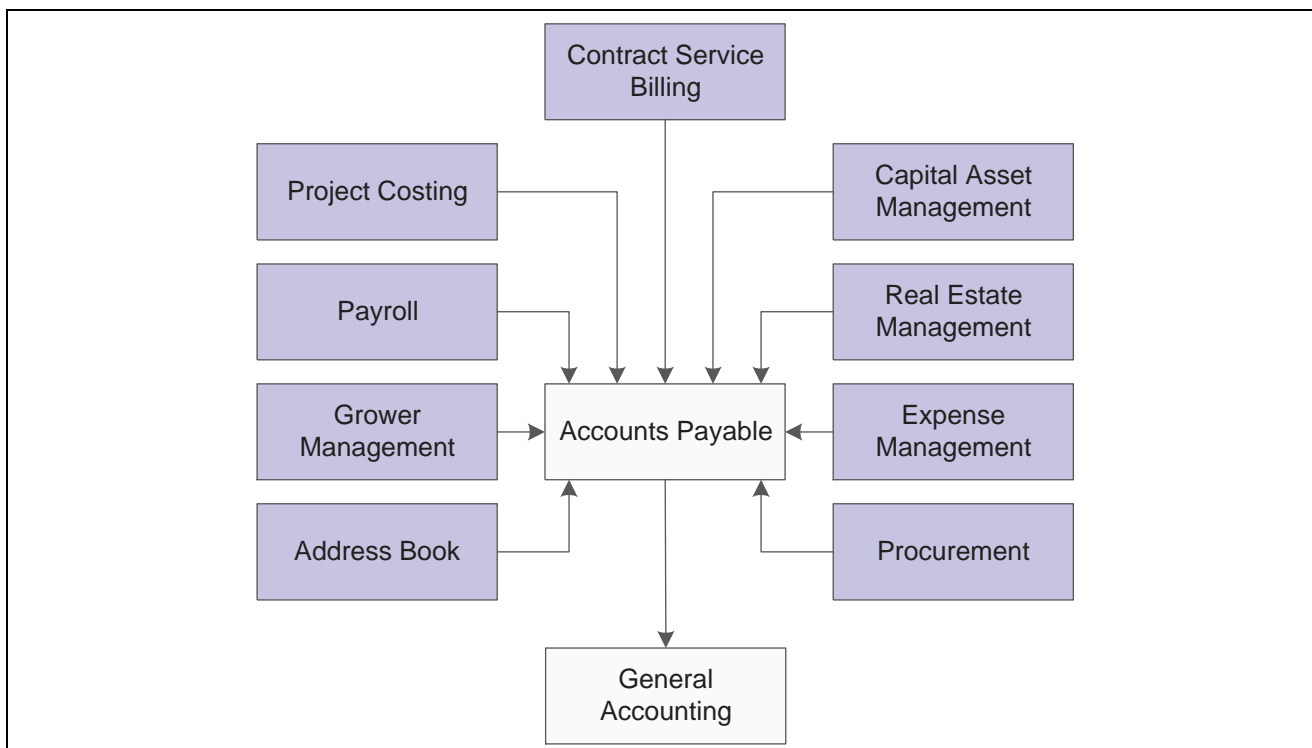 Contract Service
Billing
Project Costing
Capital Asset
Management
Payroll
Real Estate
Management
Grower
Management
Accounts Payable
Expense
Management
Address Book
Procurement
General
Accounting